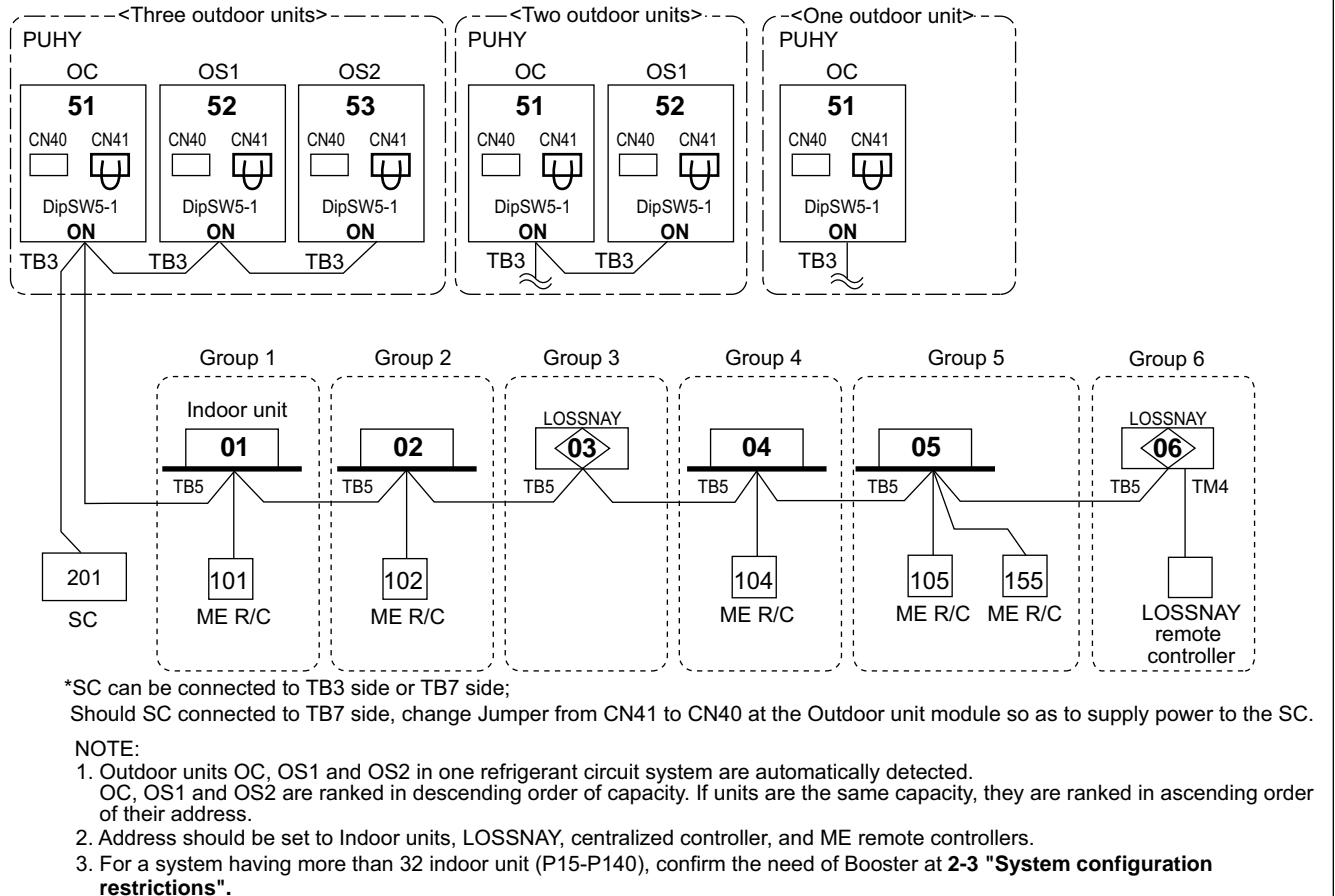 <Three outdoor units> <Two outdoor units> <One outdoor unit>
PUHY PUHY PUHY
OC OS1 OS2 OC OS1 OC
51 52 53 51 52 51
CN40 CN41 CN40 CN41 CN40 CN41 CN40 CN41 CN40 CN41 CN40 CN41
DipSW5-1 DipSW5-1 DipSW5-1 DipSW5-1 DipSW5-1 DipSW5-1
ON ON ON ON ON ON
TB3 TB3 TB3 TB3 TB3 TB3
Group 1 Group 2 Group 3 Group 4 Group 5 Group 6
Indoor unit LOSSNAY LOSSNAY
01 02 03 04 05 06
TB5 TB5 TB5 TB5 TB5 TB5 TM4
201 101 102 104 105 155
SC ME R/C ME R/C ME R/C ME R/C ME R/C LOSSNAY
remote
controller
*SC can be connected to TB3 side or TB7 side;
Should SC connected to TB7 side, change Jumper from CN41 to CN40 at the Outdoor unit module so as to supply power to the SC.
NOTE:
1. Outdoor units OC, OS1 and OS2 in one refrigerant circuit system are automatically detected.
OC, OS1 and OS2 are ranked in descending order of capacity. If units are the same capacity, they are ranked in ascending order
of their address.
2. Address should be set to Indoor units, LOSSNAY, centralized controller, and ME remote controllers.
3. For a system having more than 32 indoor unit (P15-P140), confirm the need of Booster at 2-3 "System configuration
restrictions".